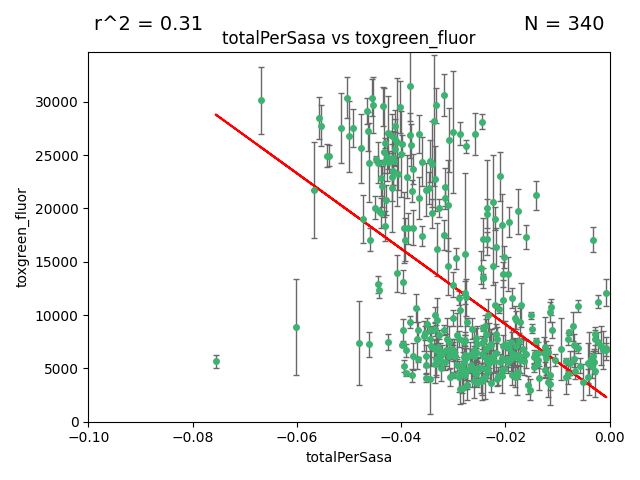 r^2 = 0.31
N = 340
totalPerSasa vs toxgreen_fluor
30000
25000
20000
15000
10000
5000
0
toxgreen_fluor
−0.10
−0.08
−0.06
−0.04
−0.02
0.00
totalPerSasa